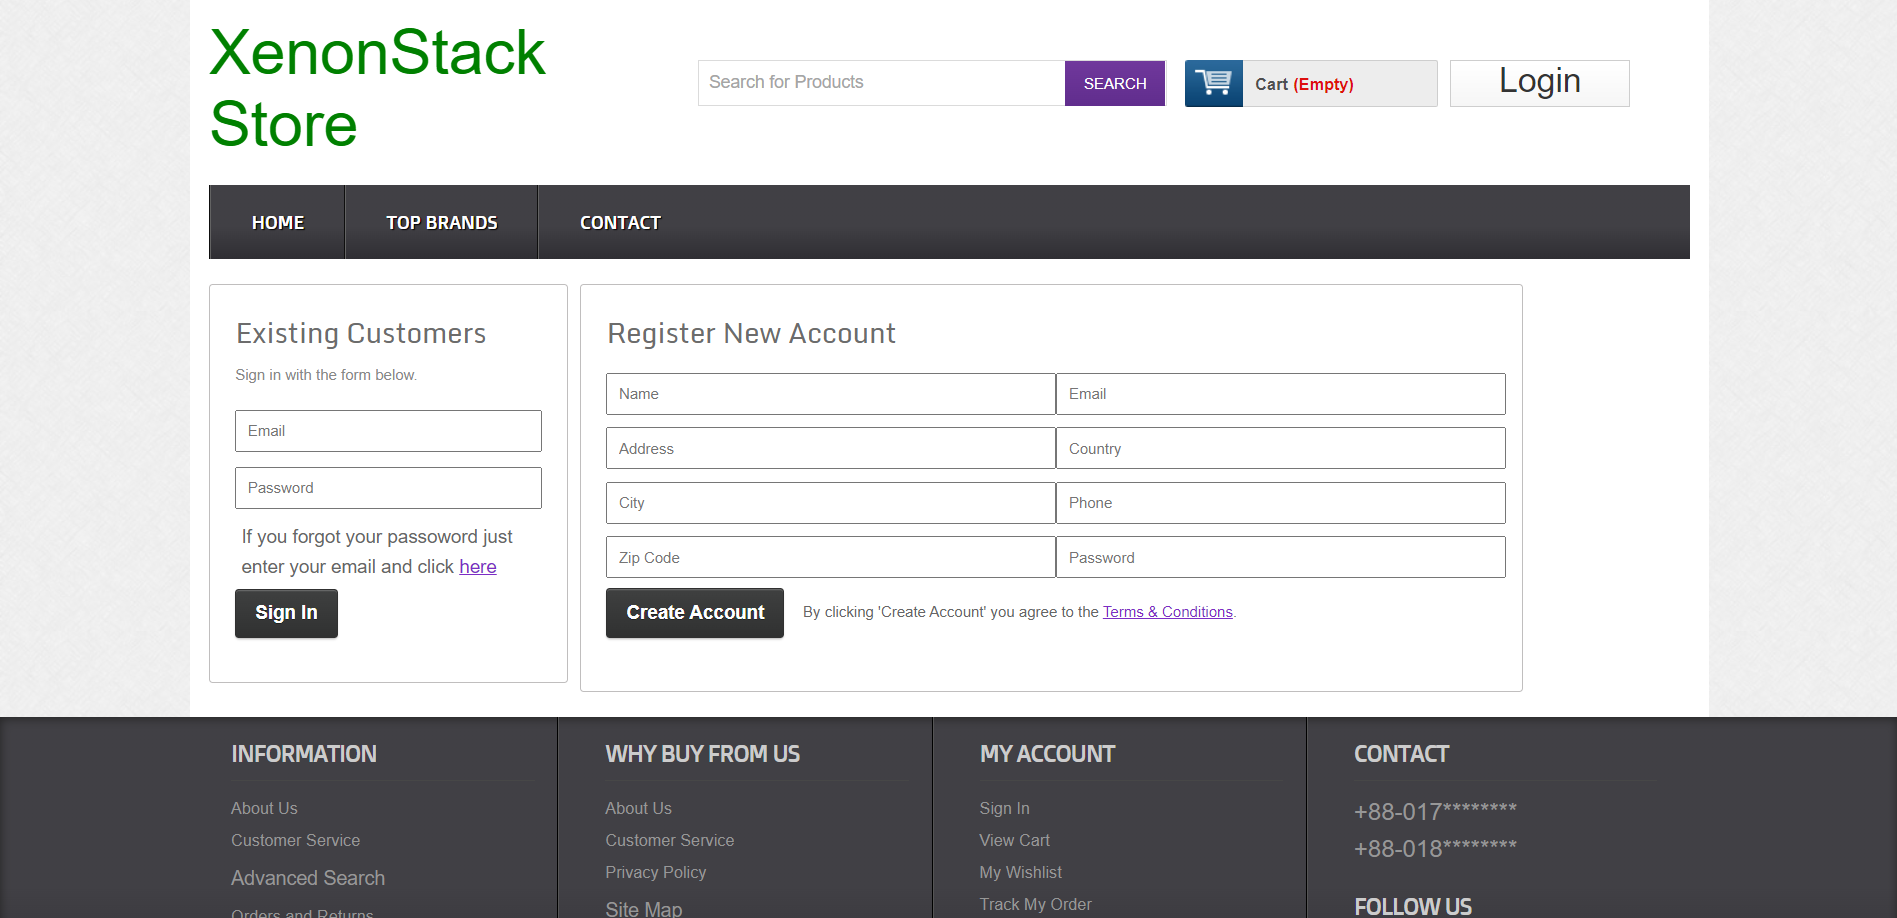 XenonStack
Store
Search for Products
SEARCH
Cart (Empty)
Login
HOME
TOP BRANDS
CONTACT
Existing Customers
Sign in with the form below.
Email
Password
If you forgot your passoword just
enter your email and click here
Sign In
Register New Account
Name
Email
Address
Country
City
Phone
Zip Code
Password
Create Account
By clicking 'Create Account' you agree to the Terms & Conditions.
INFORMATION
About Us
Customer Service
Advanced Search
Orders and Returns
WHY BUY FROM US
About Us
Customer Service
Privacy Policy
Site Map
MY ACCOUNT
Sign In
View Cart
My Wishlist
Track My Order
CONTACT
+88-017********
+88-018********
FOLLOW US